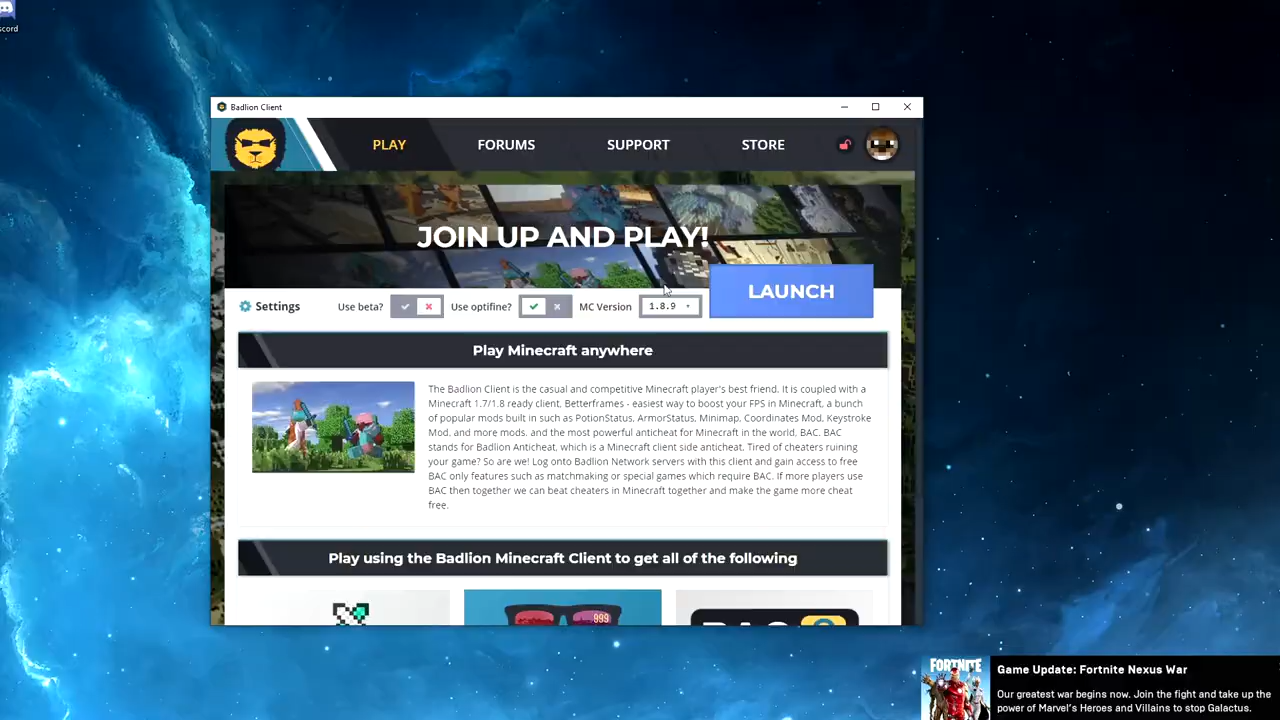 scord
Badlion Client
PLAY FORUMS SUPPORT STORE
JOIN UP AND PLAY!
LAUNCH
Settings Use beta? Use optifine? MC Version 1.8.9
Play Minecraft anywhere
The Badlion Client is the casual and competitive Minecraft player's best friend. It is coupled with a
Minecraft 1.7/1.8 ready client, Betterframes - easiest way to boost your FPS in Minecraft, a bunch
of popular mods built in such as PotionStatus, ArmorStatus, Minimap, Coordinates Mod, Keystroke
Mod, and more mods, and the most powerful anticheat for Minecraft in the world, BAC. BAC
stands for Badlion Anticheat, which is a Minecraft client side anticheat. Tired of cheaters ruining
your game? So are we! Log onto Badlion Network servers with this client and gain access to free
BAC only features such as matchmaking or special games which require BAC. If more players use
BAC then together we can beat cheaters in Minecraft together and make the game more cheat
free.
Play using the Badlion Minecraft Client to get all of the following
999
FORTNITE
Game Update: Fortnite Nexus War
Our greatest war begins now. Join the fight and take up the
power of Marvel's Heroes and Villains to stop Galactus.